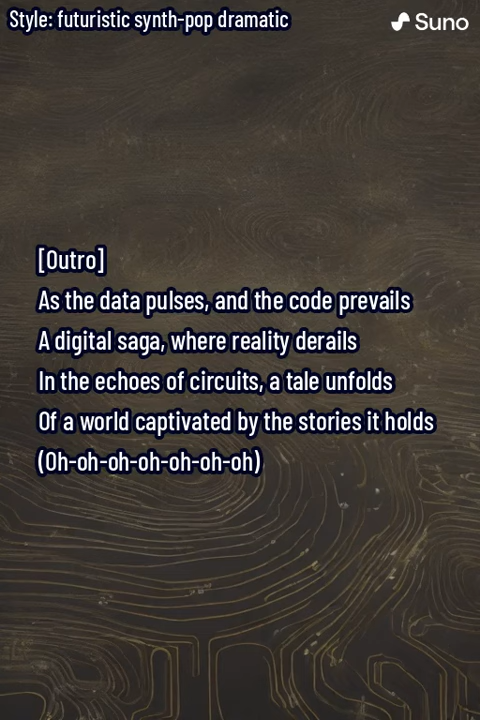 Style: futuristic synth-pop dramatic
Suno
[Outro]
As the data pulses, and the code prevails
A digital saga, where reality derails
In the echoes of circuits, a tale unfolds
Of a world captivated by the stories it holds
(Oh-oh-oh-oh-oh-oh-oh)